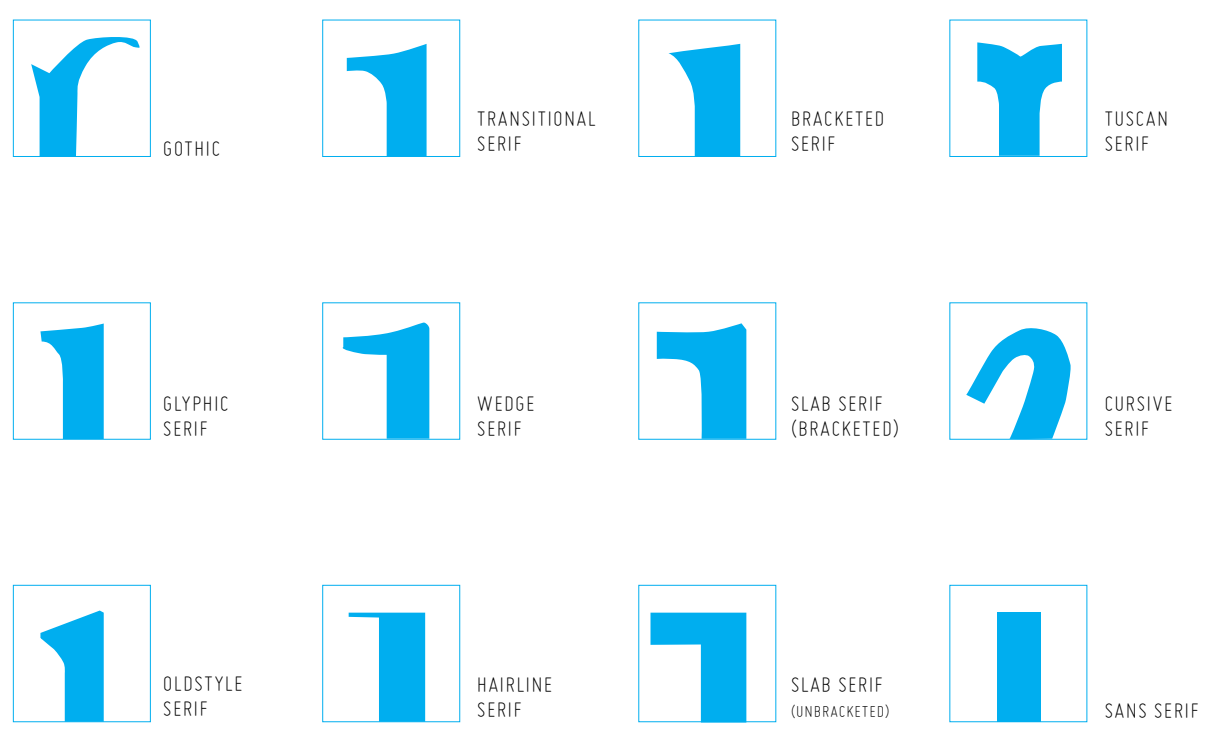 GOTHIC
TRANSITIONAL
SERIF
BRACKETED
SERIF
TUSCAN
SERIF
GLYPHIC
SERIF
WEDGE
SERIF
SLAB SERIF
(BRACKETED)
CURSIVE
SERIF
OLDSTYLE
SERIF
HAIRLINE
SERIF
SLAB SERIF
(UNBRACKETED)
SANS SERIF